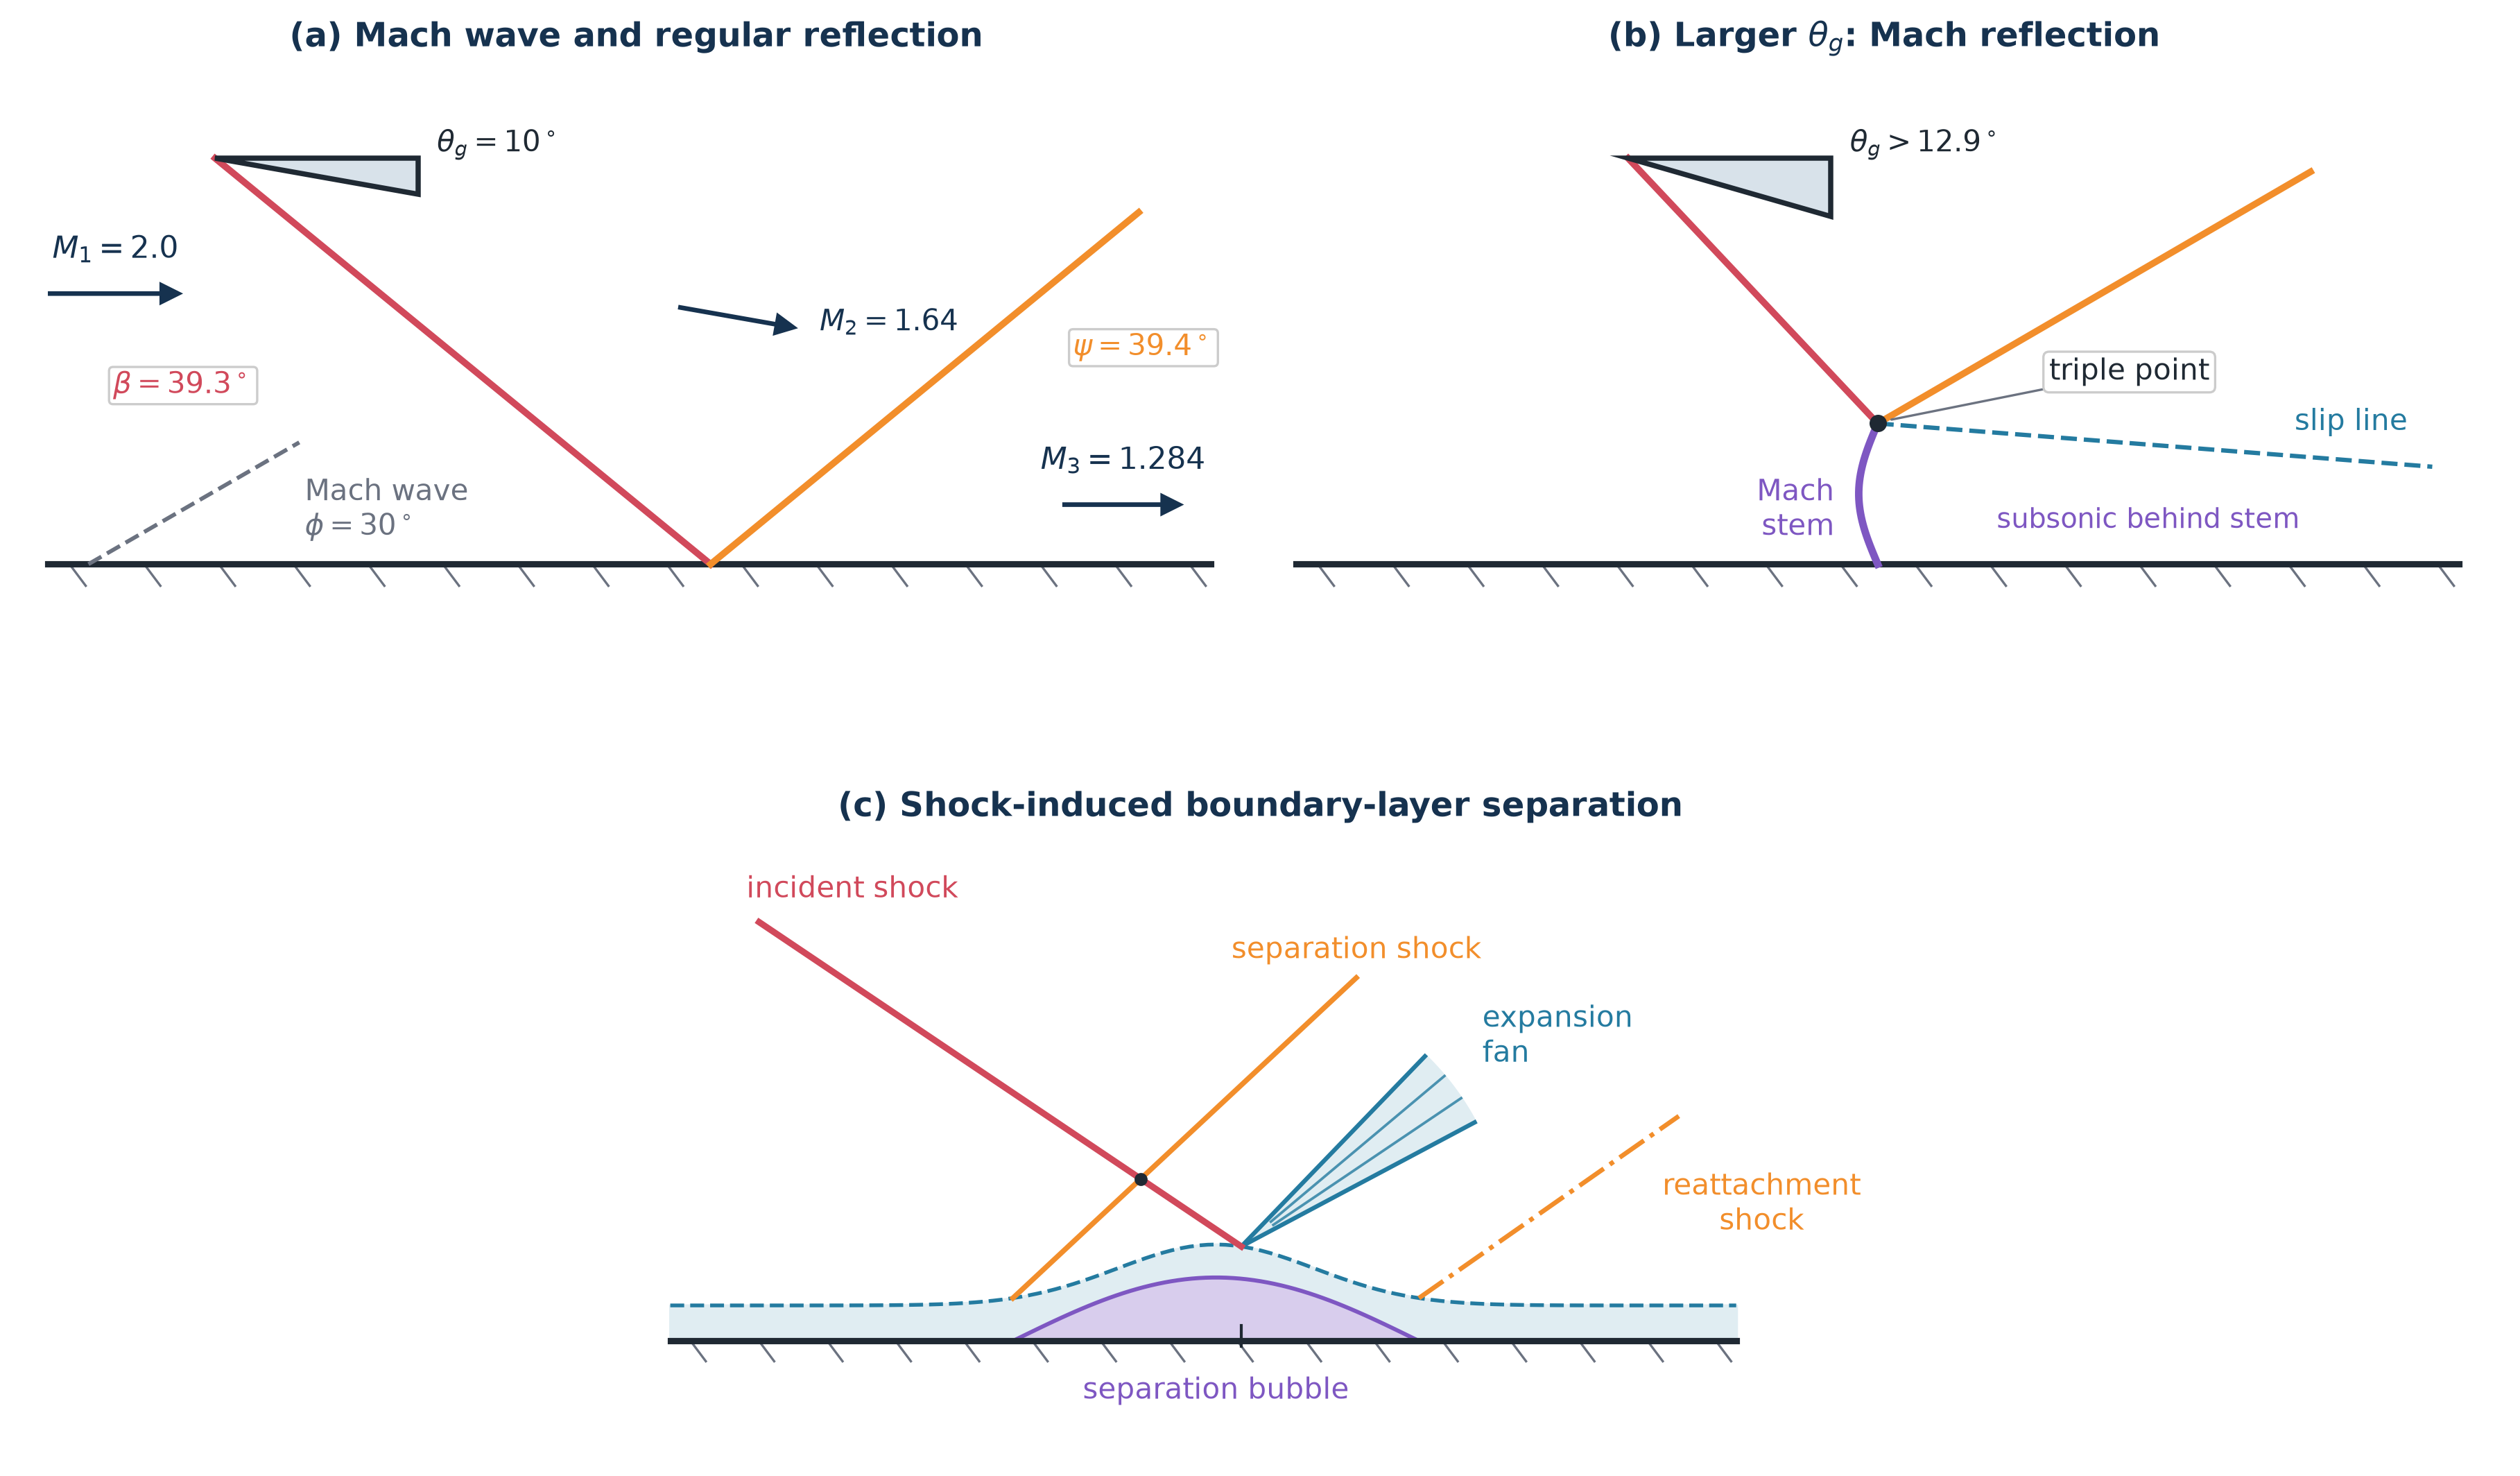 (a) Mach wave and regular reflection
θg = 10°
M1 = 2.0
M2 = 1.64
ψ = 39.4°
β = 39.3°
M3 = 1.284
Mach wave
ϕ = 30°
(b) Larger θg: Mach reflection
θg > 12.9°
triple point
slip line
Mach
stem
subsonic behind stem
(c) Shock-induced boundary-layer separation
incident shock
separation shock
expansion
fan
reattachment
shock
separation bubble